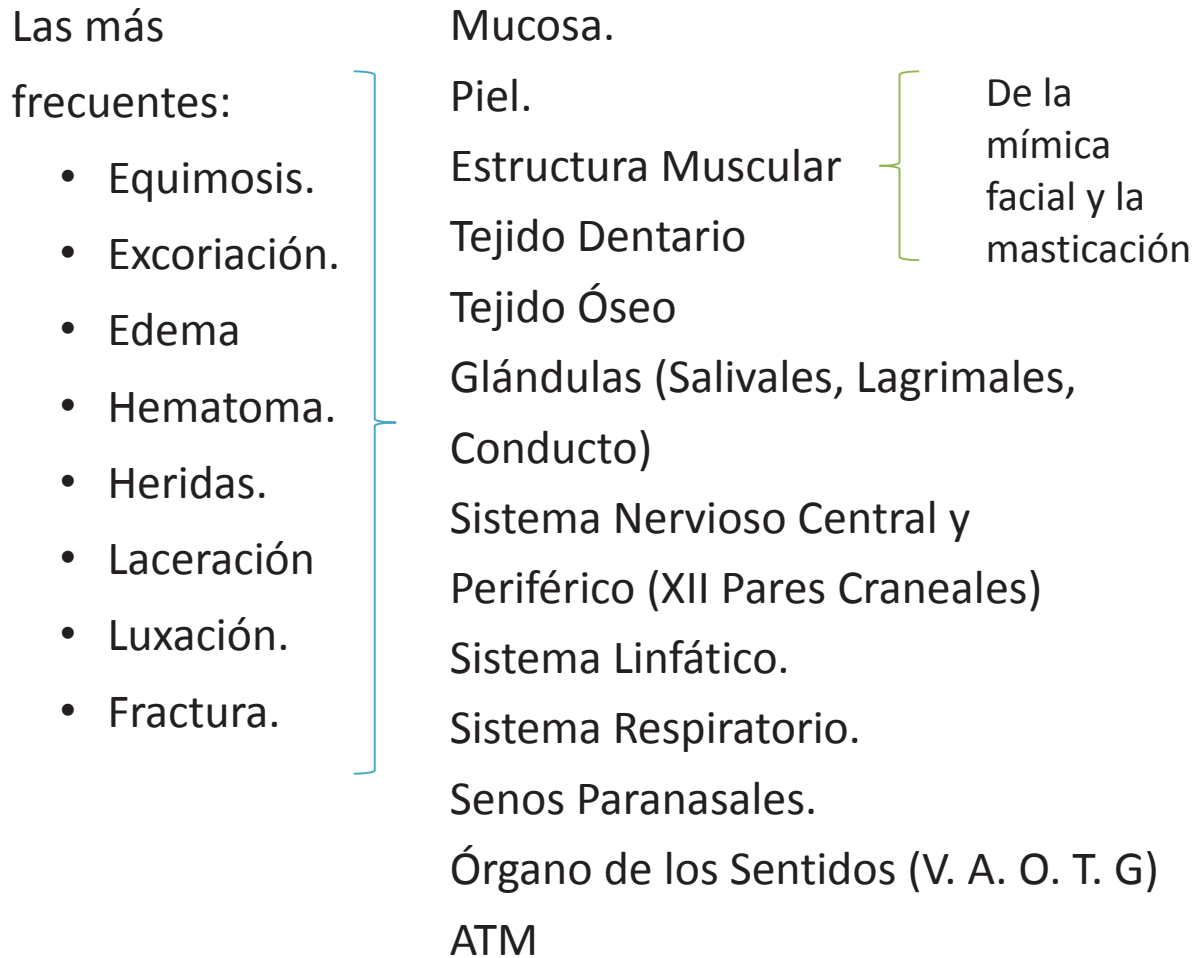 Las más
frecuentes:
• Equimosis.
• Excoriación.
• Edema
• Hematoma.
• Heridas.
• Laceración
• Luxación.
• Fractura.
Mucosa.
Piel.
Estructura Muscular
Tejido Dentario
Tejido Óseo
Glándulas (Salivales, Lagrimales,
Conducto)
Sistema Nervioso Central y
Periférico (XII Pares Craneales)
Sistema Linfático.
Sistema Respiratorio.
Senos Paranasales.
Órgano de los Sentidos (V. A. O. T. G)
ATM
De la
mímica
facial y la
masticación